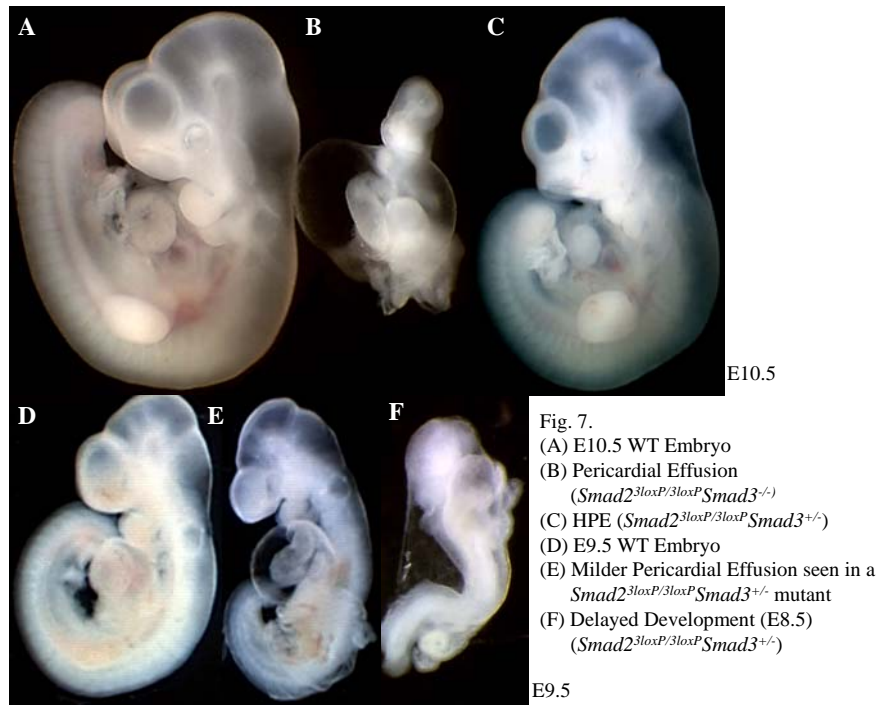 A
B
C
E10.5
D
E
F
E9.5
Fig. 7.
(A) E10.5 WT Embryo
(B) Pericardial Effusion
(Smad2^3loxP/3loxP Smad3^-/-)
(C) HPE (Smad2^3loxP/3loxP Smad3^+/-)
(D) E9.5 WT Embryo
(E) Milder Pericardial Effusion seen in a
Smad2^3loxP/3loxP Smad3^+/- mutant
(F) Delayed Development (E8.5)
(Smad2^3loxP/3loxP Smad3^+/-)